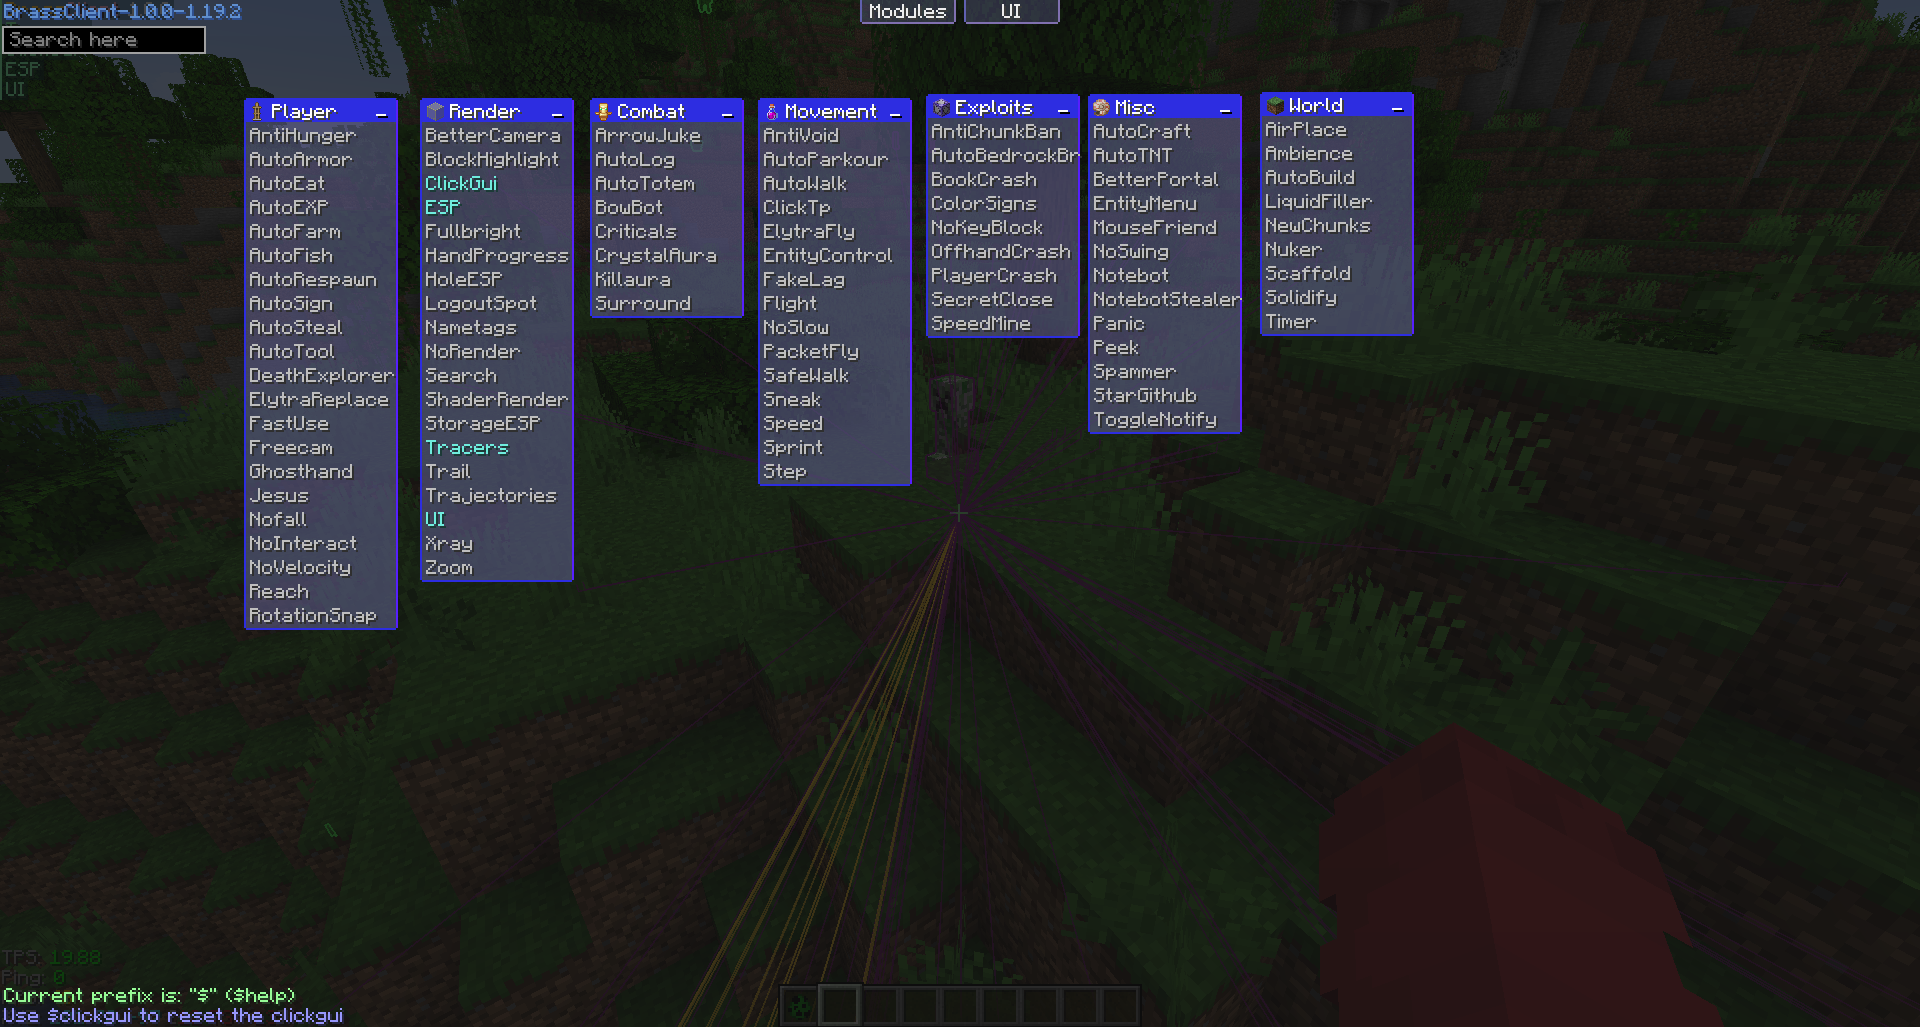 BrassClient-1.0.0-1.19.2
Modules
UI
Search here
ESP
UI
Player
AntiHunger
AutoArmor
AutoEat
AutoEXP
AutoFarm
AutoFish
AutoRespawn
AutoSign
AutoSteal
AutoTool
DeathExplorer
ElytraReplace
FastUse
Freecam
Ghosthand
Jesus
Nofall
NoInteract
NoVelocity
Reach
RotationSnap
Render
BetterCamera
BlockHighlight
ClickGui
ESP
Fullbright
HandProgress
HoleESP
LogoutSpot
Nametags
NoRender
Search
ShaderRender
StorageESP
Tracers
Trail
Trajectories
UI
Xray
Zoom
Combat
ArrowJuke
AutoLog
AutoTotem
BowBot
Criticals
CrystalAura
Killaura
Surround
Movement
AntiVoid
AutoParkour
AutoWalk
ClickTp
ElytraFly
EntityControl
FakeLag
Flight
NoSlow
PacketFly
SafeWalk
Sneak
Speed
Sprint
Step
Exploits
AntiChunkBan
AutoBedrockBr
BookCrash
ColorSigns
NoKeyBlock
OffhandCrash
PlayerCrash
SecretClose
SpeedMine
Misc
AutoCraft
AutoTNT
BetterPortal
EntityMenu
MouseFriend
NoSwing
Notebot
NotebotStealer
Panic
Peek
Spammer
StarGithub
ToggleNotify
World
AirPlace
Ambience
AutoBuild
LiquidFiller
NewChunks
Nuker
Scaffold
Solidify
Timer
TPS: 19.88
Ping: 0
Current prefix is: "$" ($help)
Use $clickgui to reset the clickgui